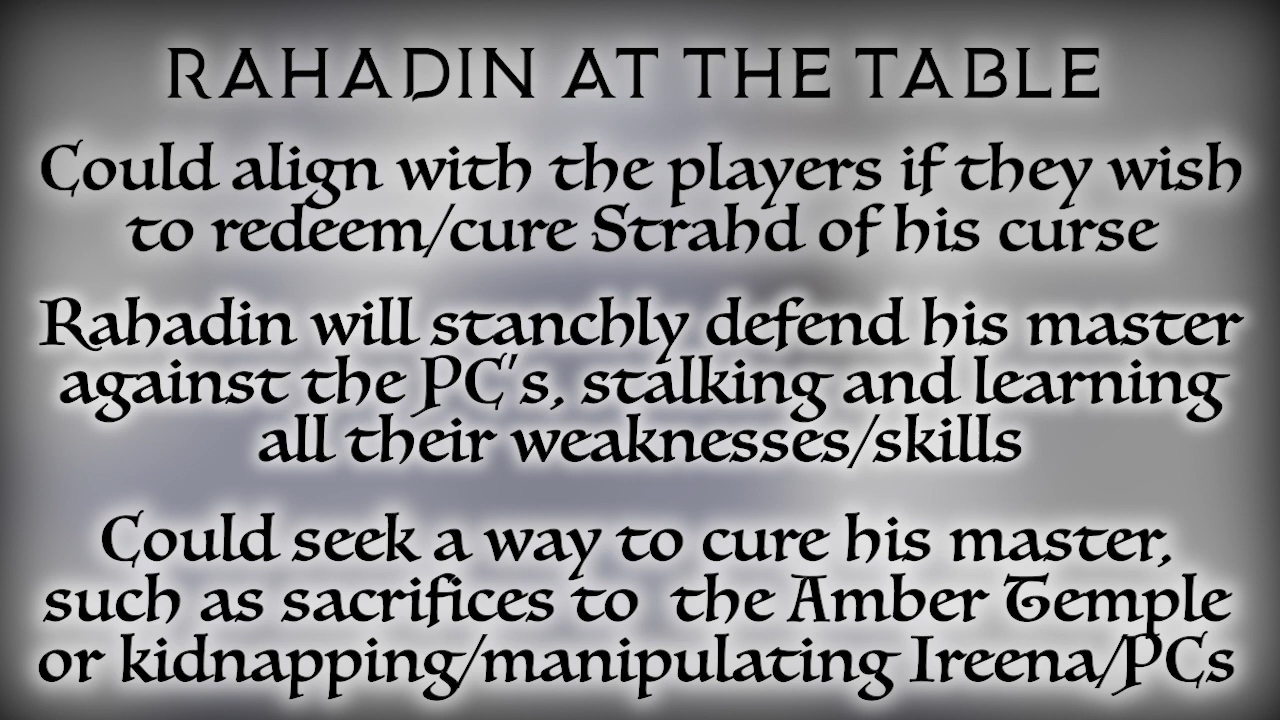 RAHADIN AT THE TABLE
Could align with the players if they wish
to redeem/cure Strahd of his curse
Rahadin will stanchly defend his master
against the PC's, stalking and learning
all their weaknesses/skills
Could seek a way to cure his master,
such as sacrifices to the Amber Temple
or kidnapping/manipulating Ireena/PCs